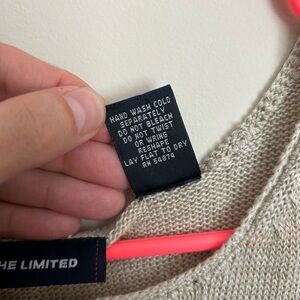 HAND WASH COLD
SEPARATELY
DO NOT BLEACH
DO NOT TWIST
OR WRING
RESHAPE
LAY FLAT TO DRY
RN 54874
HE LIMITED